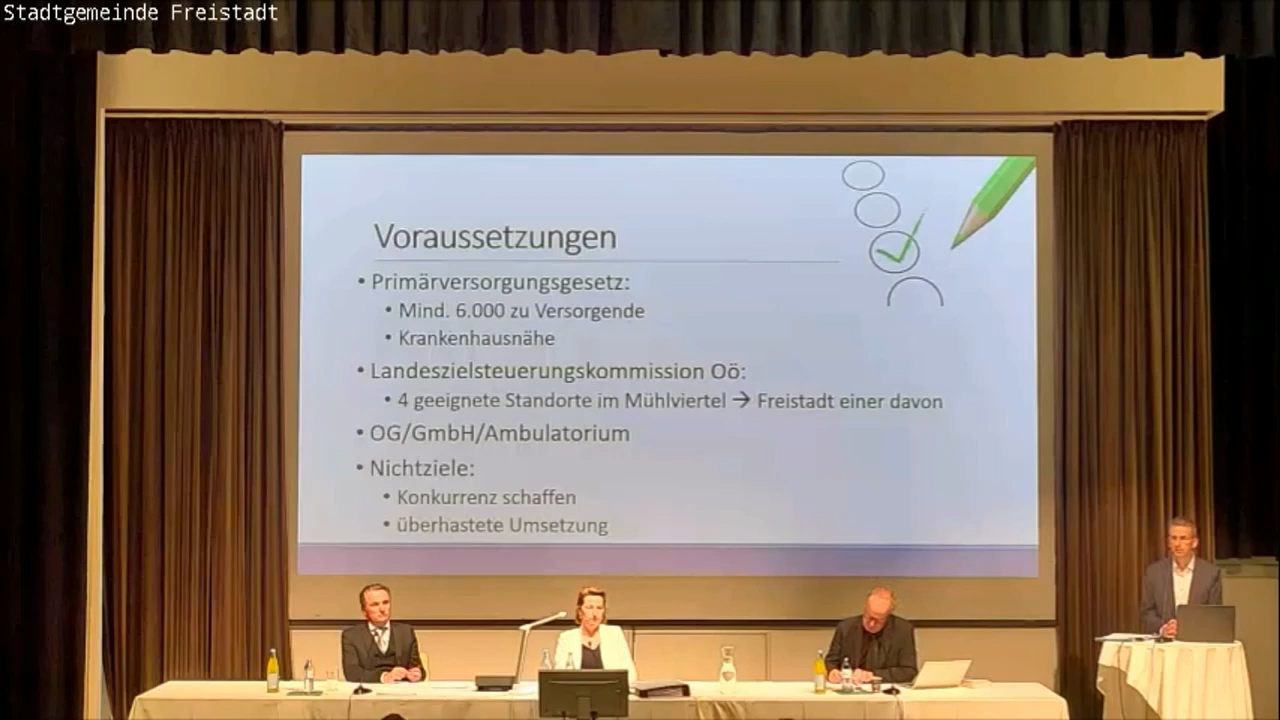 Stadtgemeinde Freistadt
Voraussetzungen
• Primärversorgungsgesetz:
• Mind. 6.000 zu Versorgende
• Krankenhausnähe
• Landeszielsteuerungskommission Oö:
• 4 geeignete Standorte im Mühlviertel → Freistadt einer davon
• OG/GmbH/Ambulatorium
• Nichtziele:
• Konkurrenz schaffen
• überhastete Umsetzung